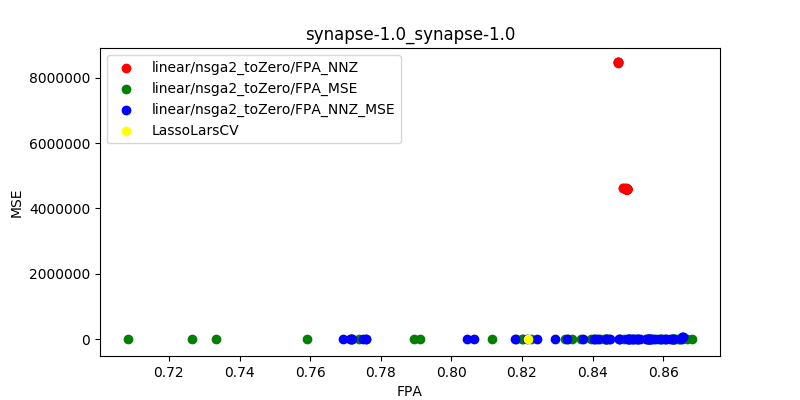 synapse-1.0_synapse-1.0
linear/nsga2_toZero/FPA_NNZ
linear/nsga2_toZero/FPA_MSE
linear/nsga2_toZero/FPA_NNZ_MSE
LassoLarsCV
8000000
6000000
4000000
2000000
0
MSE
0.72 0.74 0.76 0.78 0.80 0.82 0.84 0.86
FPA